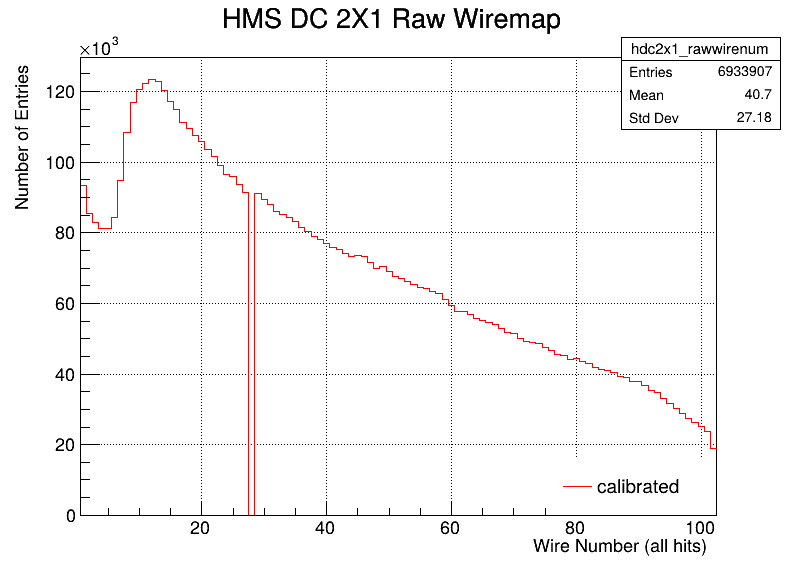 HMS DC 2X1 Raw Wiremap
×10³
hdc2x1_rawwirenum
Entries 6933907
Mean 40.7
Std Dev 27.18
Number of Entries
120
100
80
60
40
20
0
calibrated
20 40 60 80 100
Wire Number (all hits)